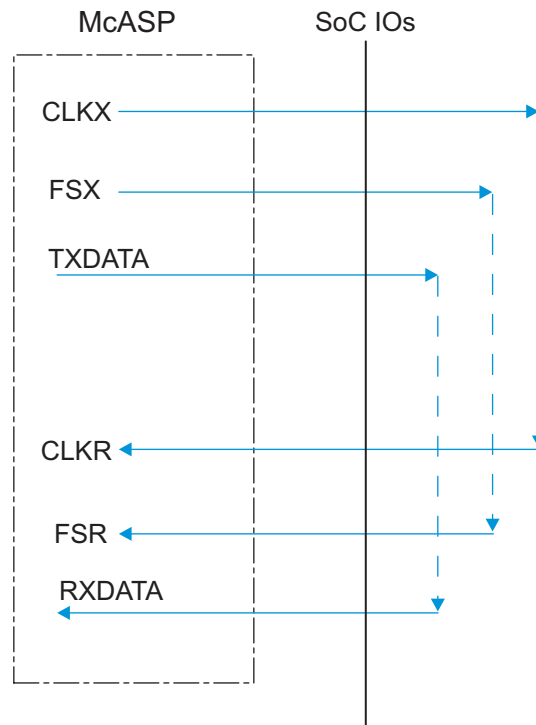 McASP
SoC IOs
CLKX
FSX
TXDATA
CLKR
FSR
RXDATA